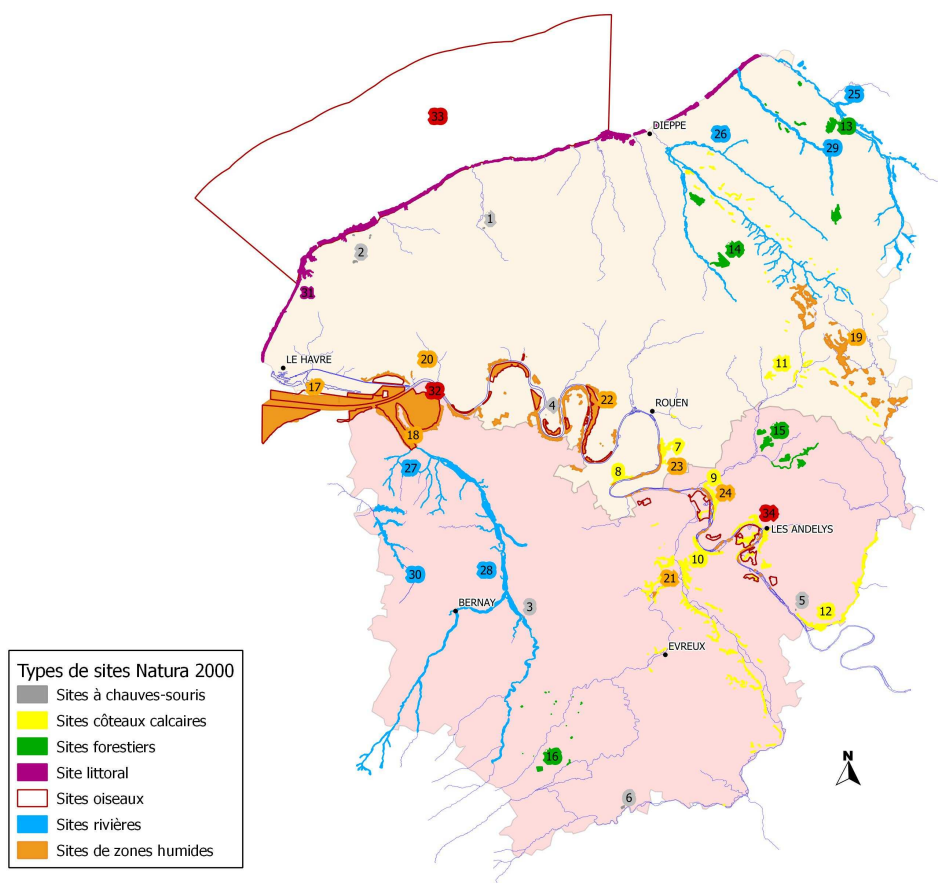 33
25
13
DIEPPE
26
29
1
2
14
31
19
LE HAVRE
20
11
17
32
4
22
ROUEN
18
15
7
27
8
23
9
24
34
LES ANDELYS
10
30
28
21
BERNAY
3
5
12
EVREUX
16
6
N
Types de sites Natura 2000
Sites à chauves-souris
Sites côteaux calcaires
Sites forestiers
Site littoral
Sites oiseaux
Sites rivières
Sites de zones humides